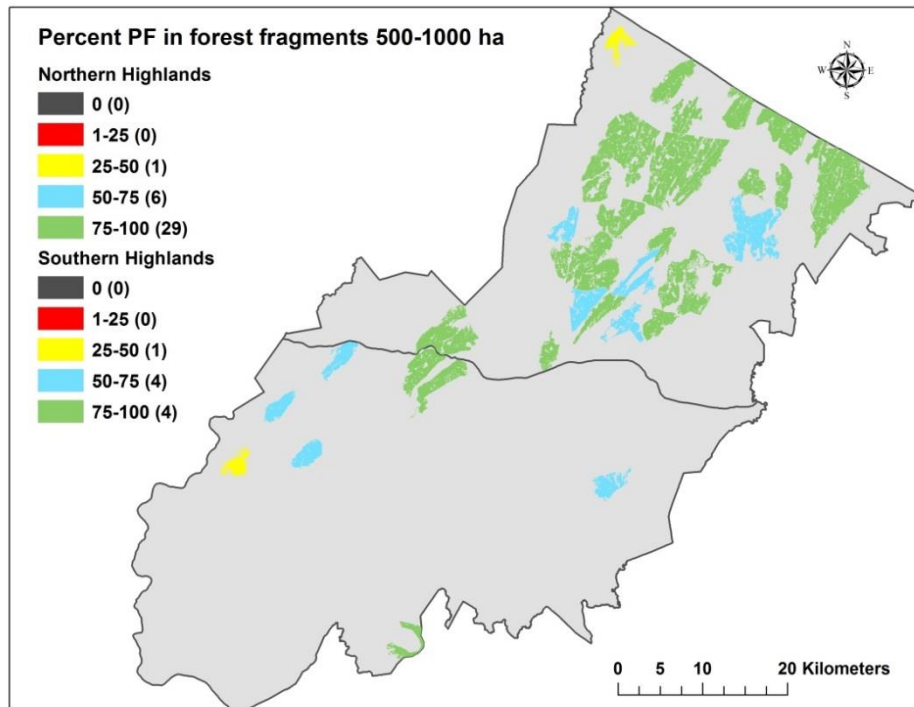 Percent PF in forest fragments 500-1000 ha
Northern Highlands
0 (0)
1-25 (0)
25-50 (1)
50-75 (6)
75-100 (29)
Southern Highlands
0 (0)
1-25 (0)
25-50 (1)
50-75 (4)
75-100 (4)
N
W E
S
0 5 10 20 Kilometers